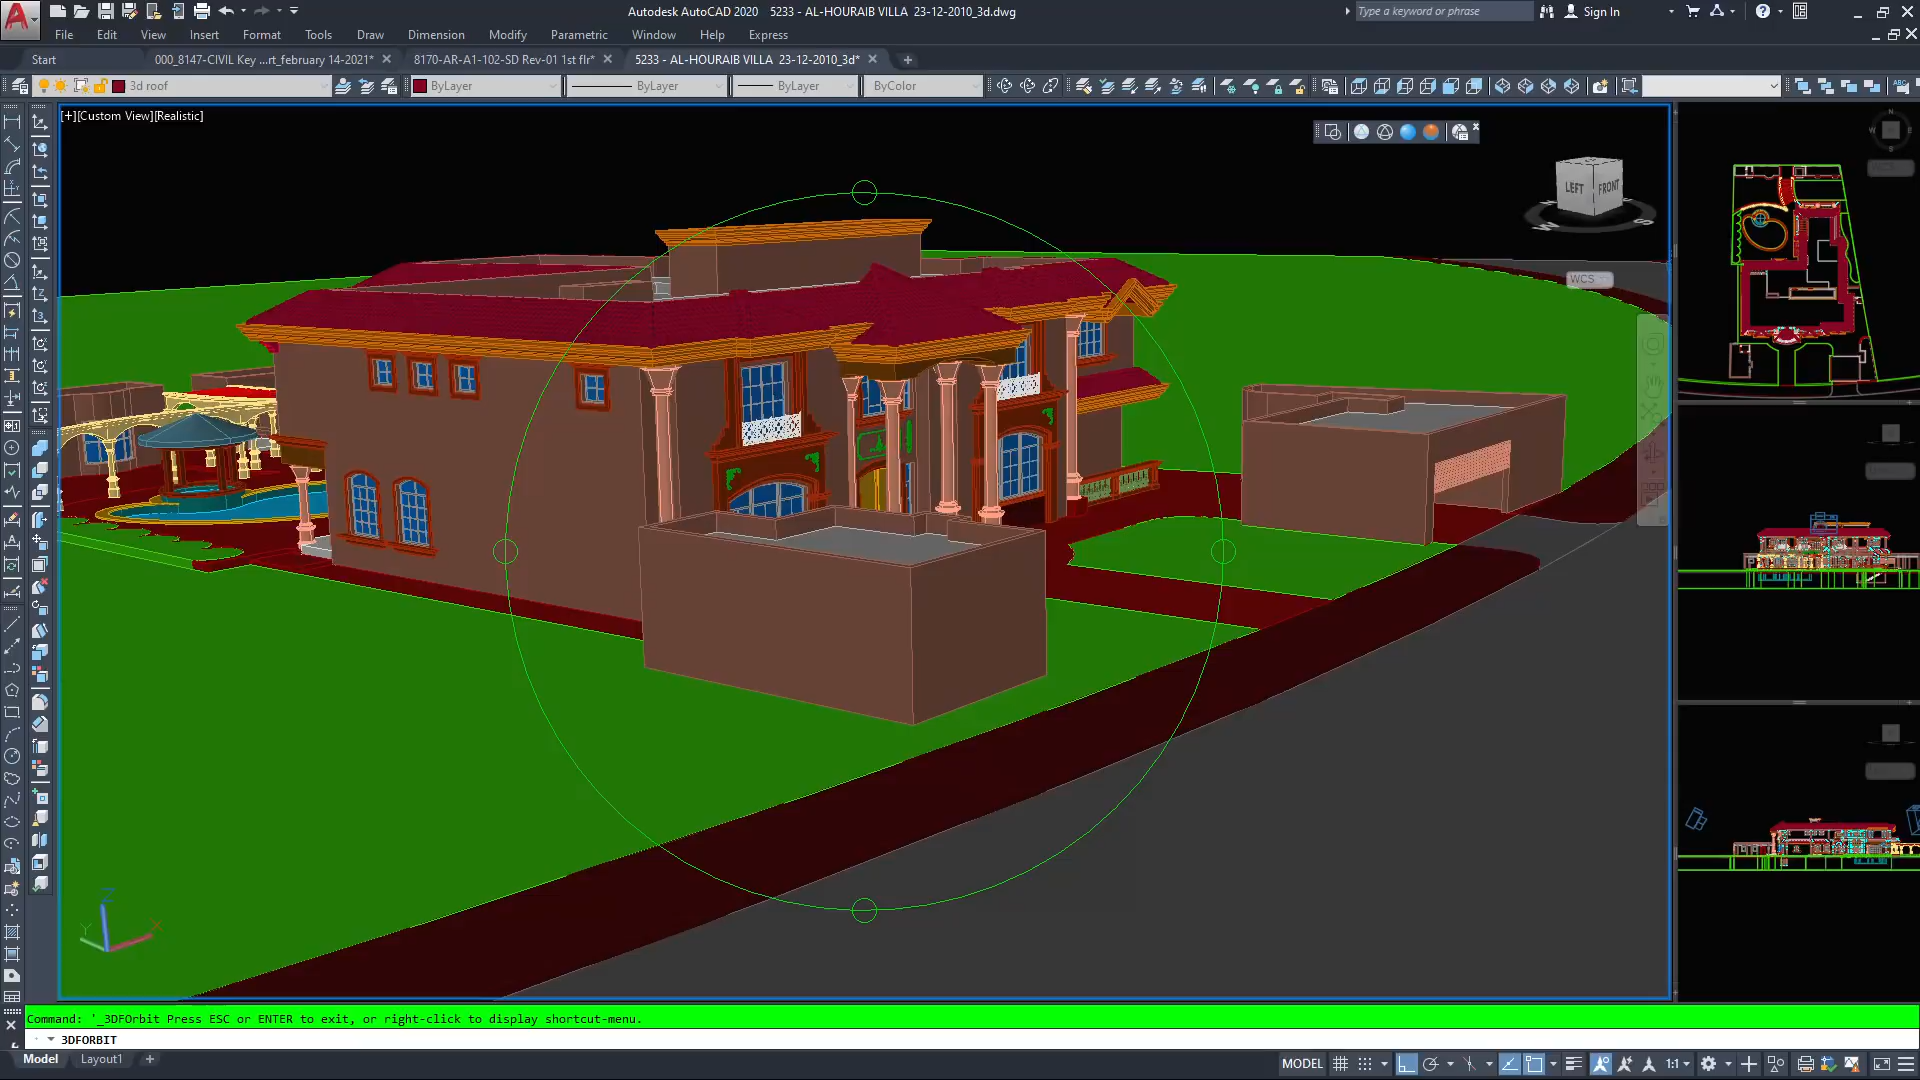 Autodesk AutoCAD 2020   5233 - AL-HOURAIB VILLA  23-12-2010_3d.dwg
Type a keyword or phrase
Sign In
File Edit View Insert Format Tools Draw Dimension Modify Parametric Window Help Express
Start
000_8147-CIVIL Key ...rt_february 14-2021*
8170-AR-A1-102-SD Rev-01 1st flr*
5233 - AL-HOURAIB VILLA  23-12-2010_3d*
3d roof
ByLayer
ByLayer
ByLayer
ByColor
[+][Custom View][Realistic]
LEFT FRONT
W S
WCS
N
W E
S
Z
Y X
Command: '_3DFOrbit Press ESC or ENTER to exit, or right-click to display shortcut-menu.
3DFORBIT
Model Layout1 +
MODEL
1:1